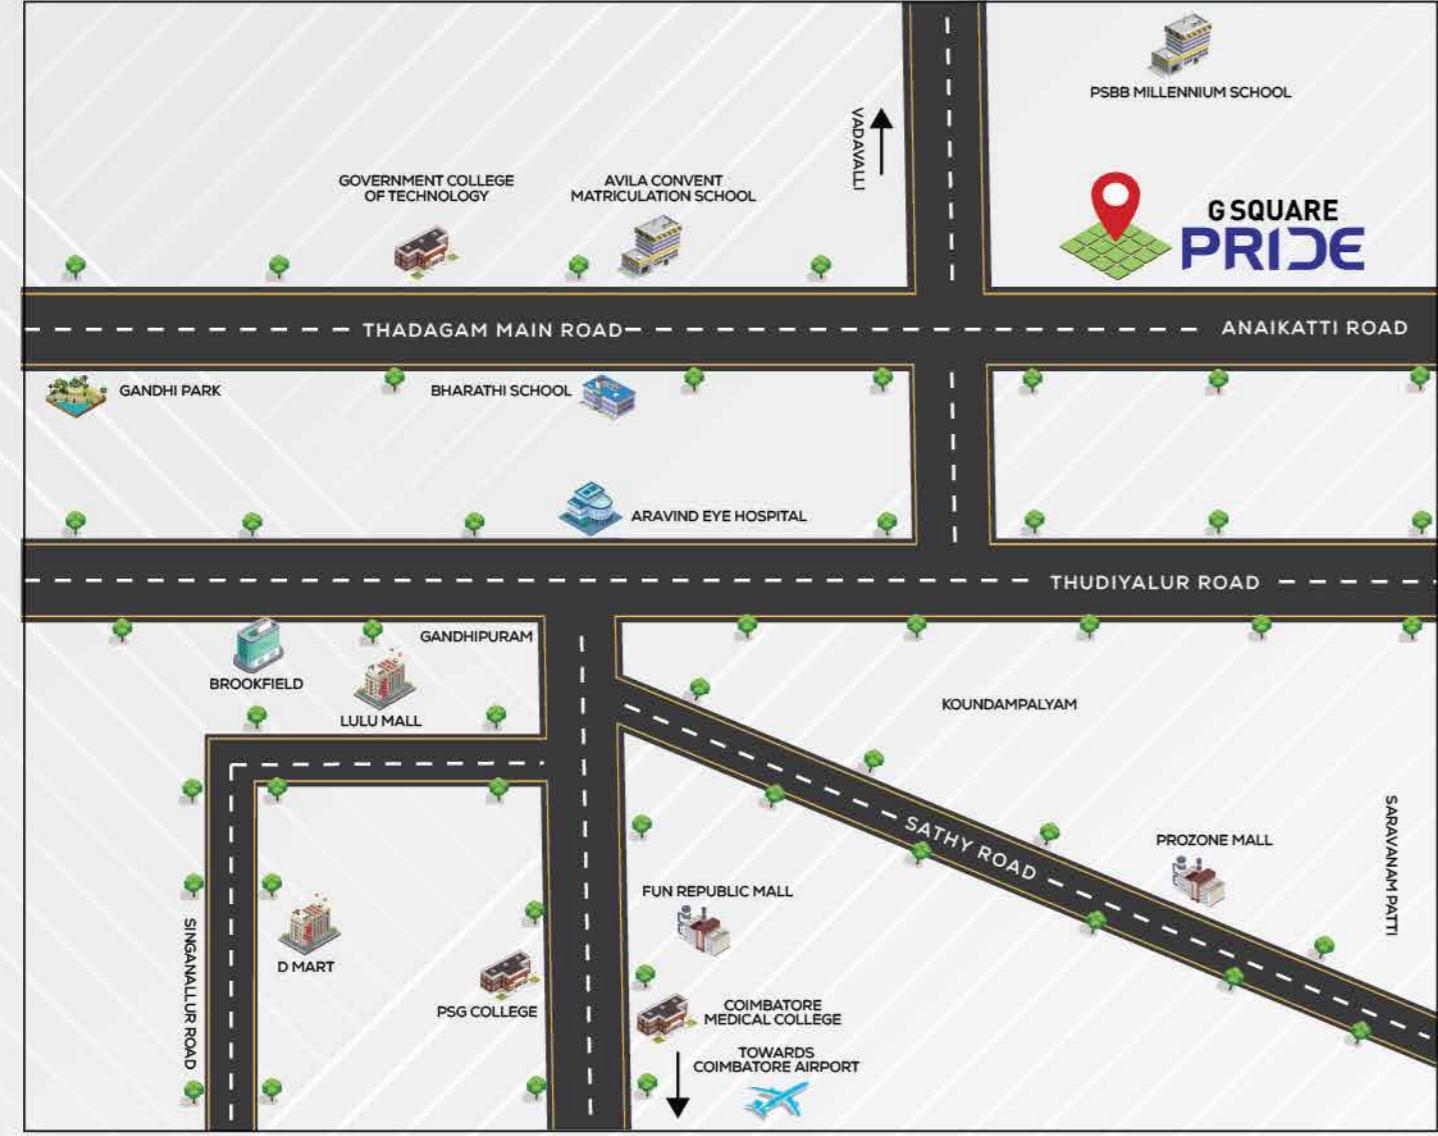 PSBB MILLENNIUM SCHOOL
VADAVALLI
GOVERNMENT COLLEGE
OF TECHNOLOGY
AVILA CONVENT
MATRICULATION SCHOOL
G SQUARE
PRIDE
THADAGAM MAIN ROAD
ANAIKATTI ROAD
GANDHI PARK
BHARATHI SCHOOL
ARAVIND EYE HOSPITAL
THUDIYALUR ROAD
GANDHIPURAM
BROOKFIELD
LULU MALL
KOUNDAMPALYAM
SATHY ROAD
PROZONE MALL
SARAVANAM PATTI
FUN REPUBLIC MALL
SINGANALLUR ROAD
D MART
PSG COLLEGE
COIMBATORE
MEDICAL COLLEGE
TOWARDS
COIMBATORE AIRPORT